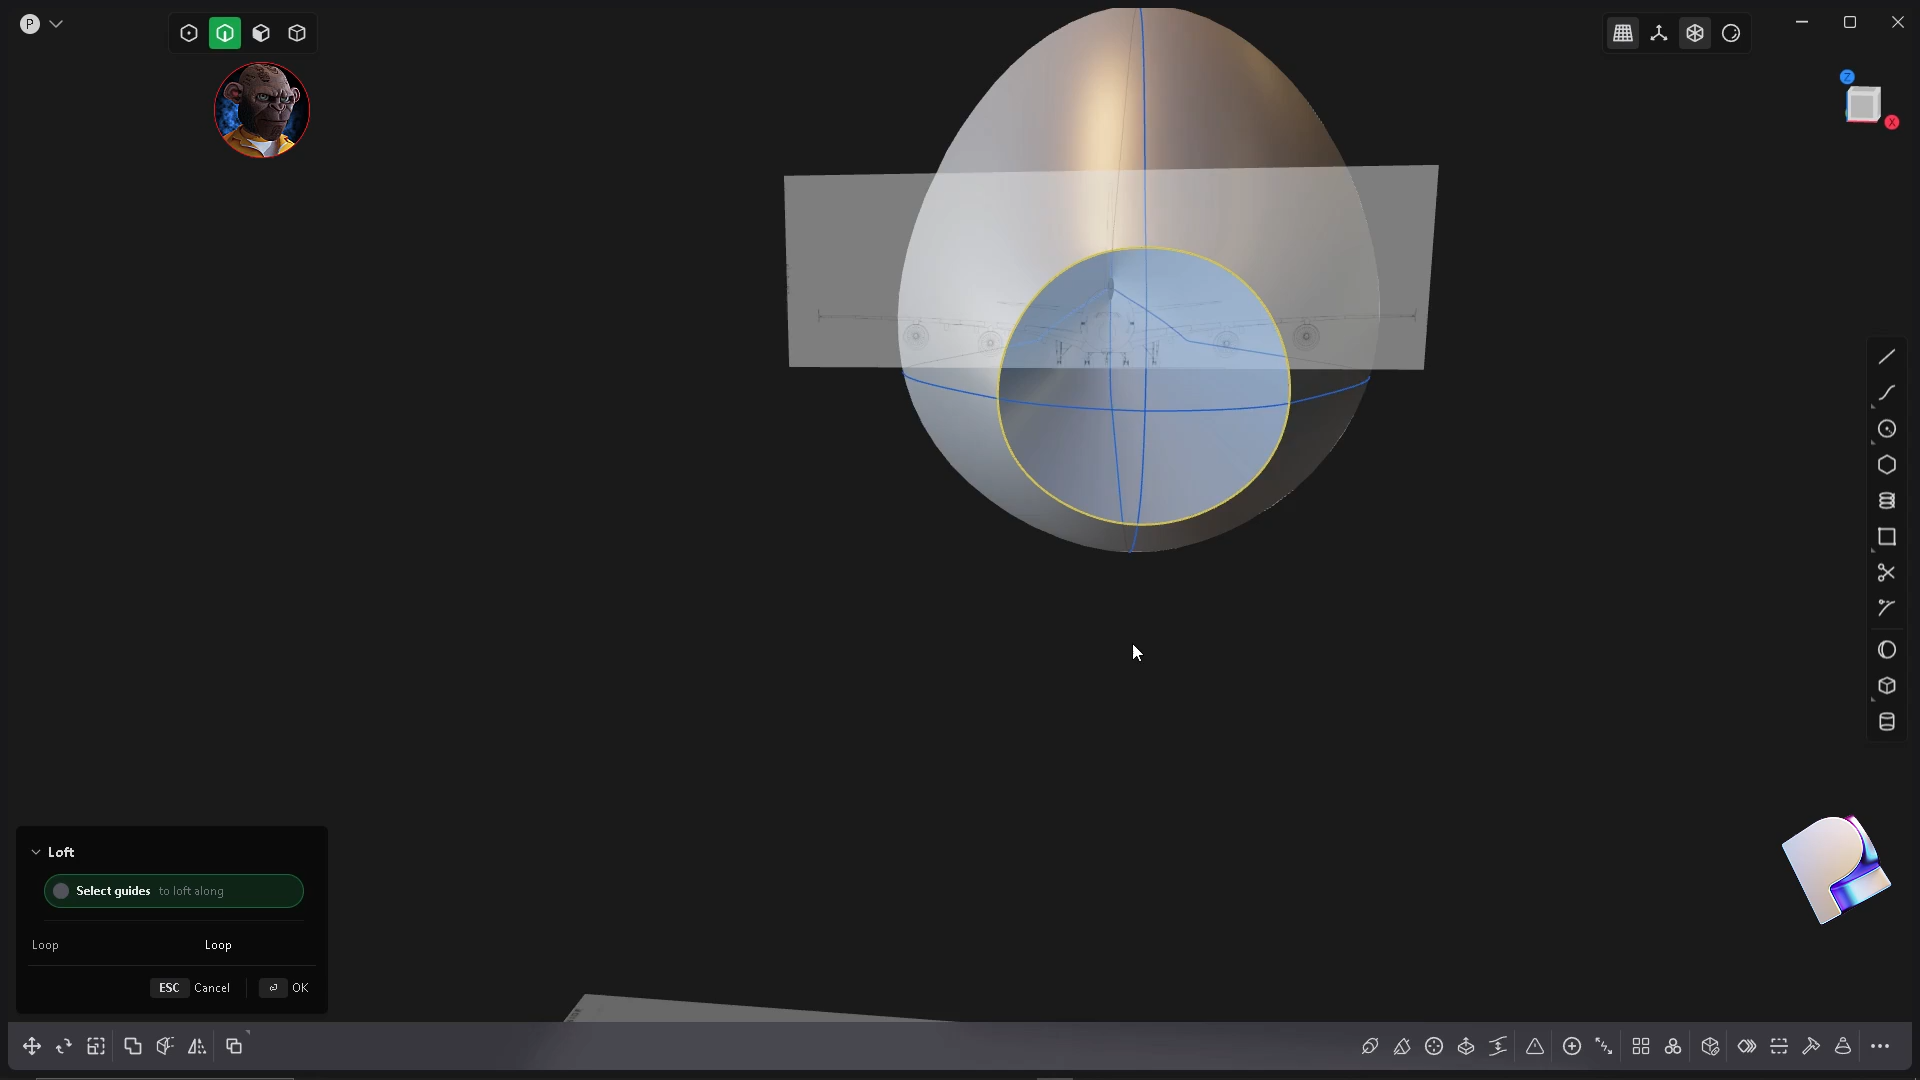 P
Z
X
Loft
Select guides to loft along
Loop Loop
ESC Cancel OK